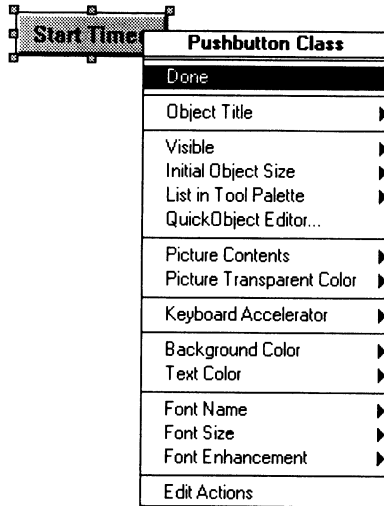 Start Time
Pushbutton Class
Done
Object Title
Visible
Initial Object Size
List in Tool Palette
QuickObject Editor...
Picture Contents
Picture Transparent Color
Keyboard Accelerator
Background Color
Text Color
Font Name
Font Size
Font Enhancement
Edit Actions